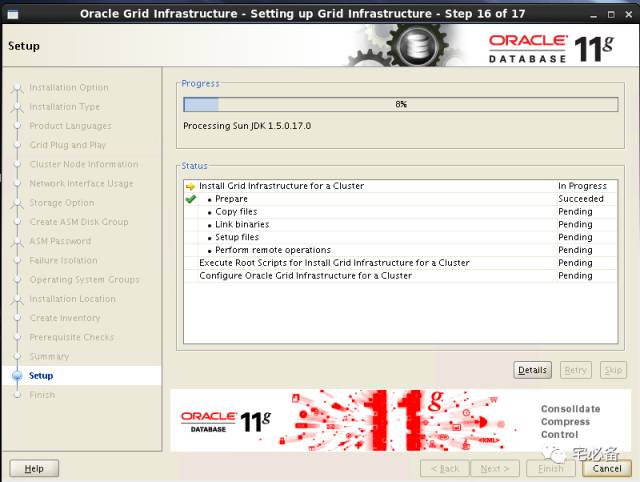 Oracle Grid Infrastructure - Setting up Grid Infrastructure - Step 16 of 17
Setup
ORACLE
DATABASE 11g
Installation Option
Installation Type
Product Languages
Grid Plug and Play
Cluster Node Information
Network Interface Usage
Storage Option
Create ASM Disk Group
ASM Password
Failure Isolation
Operating System Groups
Installation Location
Create Inventory
Prerequisite Checks
Summary
Setup
Finish
Progress
8%
Processing Sun JDK 1.5.0.17.0
Status
Install Grid Infrastructure for a Cluster In Progress
• Prepare Succeeded
• Copy files Pending
• Link binaries Pending
• Setup files Pending
• Perform remote operations Pending
Execute Root Scripts for Install Grid Infrastructure for a Cluster Pending
Configure Oracle Grid Infrastructure for a Cluster Pending
Details Retry Skip
ORACLE
DATABASE 11g
11g
<XML>
Consolidate
Compress
Control
宅必备
Help < Back Next > Finish Cancel